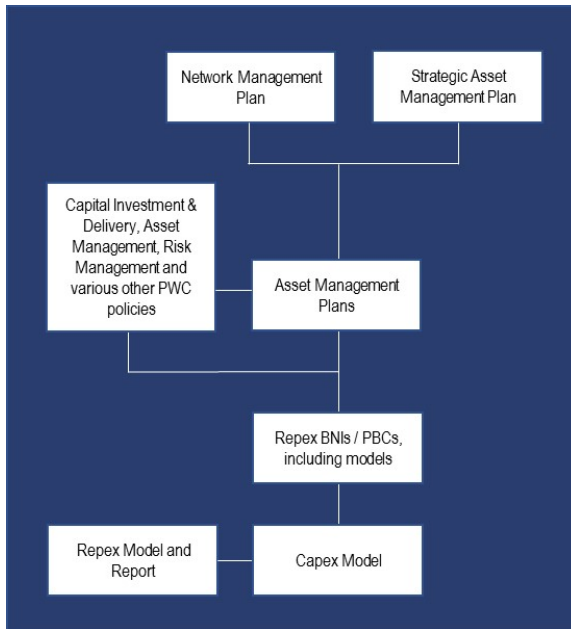 Network Management
Plan
Strategic Asset
Management Plan
Capital Investment &
Delivery, Asset
Management, Risk
Management and
various other PWC
policies
Asset Management
Plans
Repex BNIs / PBCs,
including models
Repex Model and
Report
Capex Model